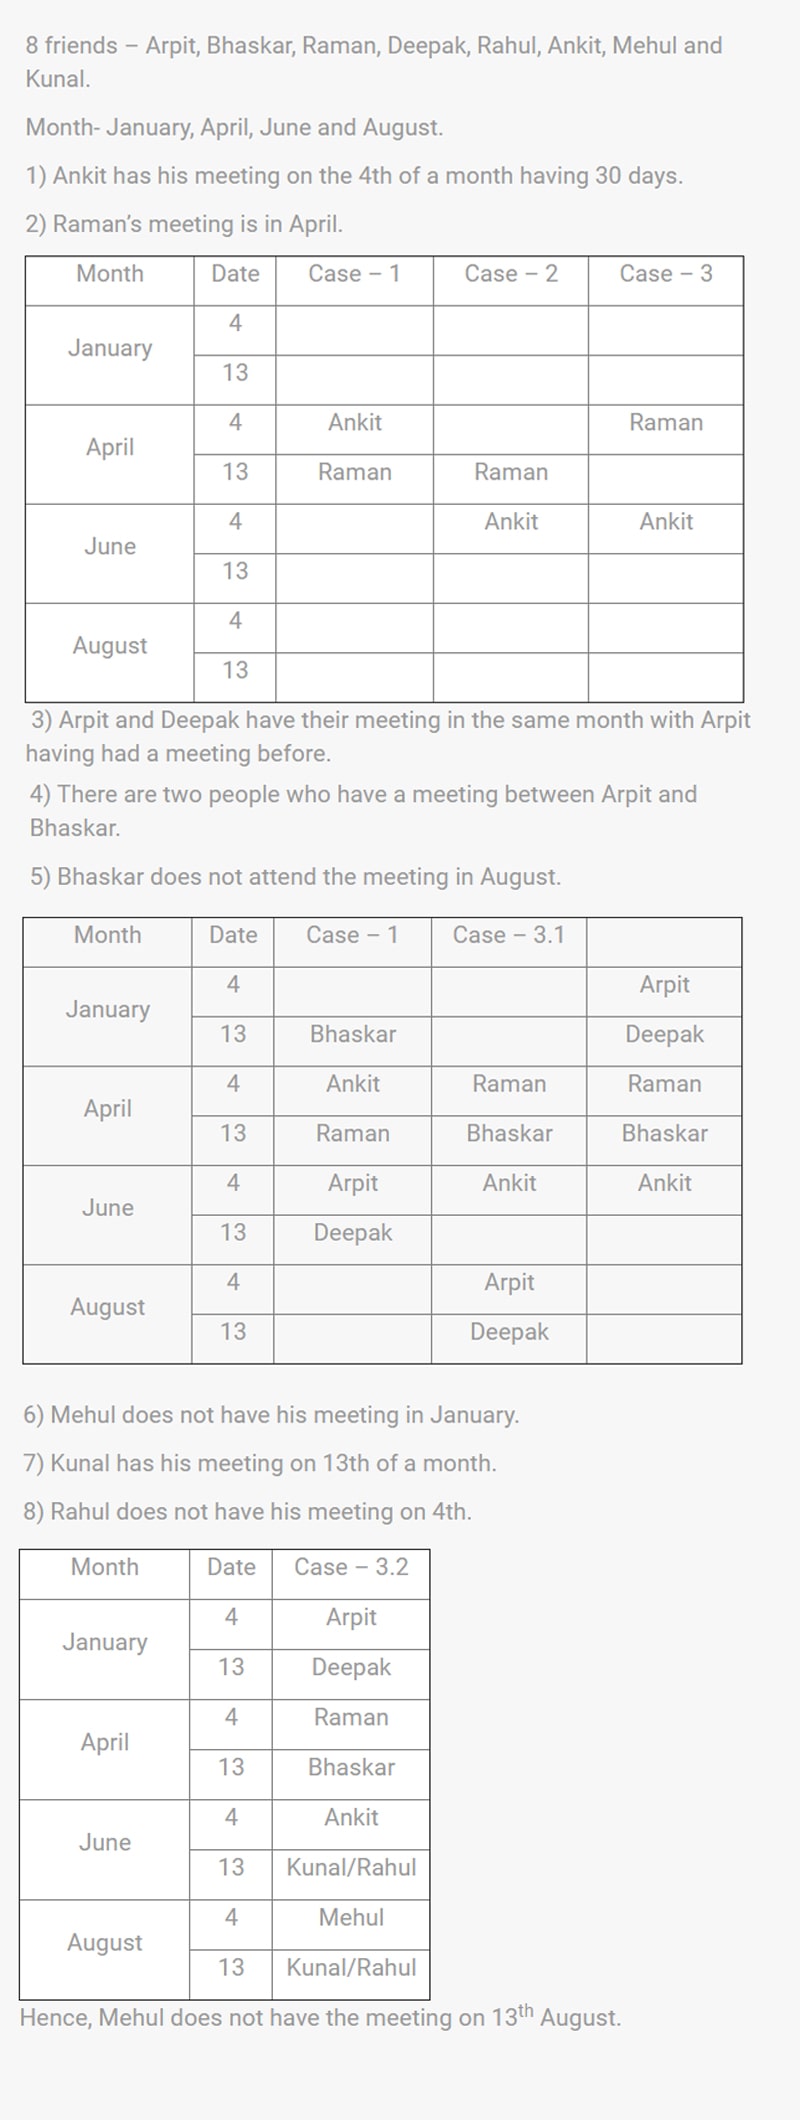 8 friends – Arpit, Bhaskar, Raman, Deepak, Rahul, Ankit, Mehul and
Kunal.
Month- January, April, June and August.
1) Ankit has his meeting on the 4th of a month having 30 days.
2) Raman’s meeting is in April.
Month Date Case – 1 Case – 2 Case – 3
January 4
13
April 4 Ankit Raman
13 Raman Raman
June 4 Ankit Ankit
13
August 4
13
3) Arpit and Deepak have their meeting in the same month with Arpit
having had a meeting before.
4) There are two people who have a meeting between Arpit and
Bhaskar.
5) Bhaskar does not attend the meeting in August.
Month Date Case – 1 Case – 3.1
January 4 Arpit
13 Bhaskar Deepak
April 4 Ankit Raman Raman
13 Raman Bhaskar Bhaskar
June 4 Arpit Ankit Ankit
13 Deepak
August 4 Arpit
13 Deepak
6) Mehul does not have his meeting in January.
7) Kunal has his meeting on 13th of a month.
8) Rahul does not have his meeting on 4th.
Month Date Case – 3.2
January 4 Arpit
13 Deepak
April 4 Raman
13 Bhaskar
June 4 Ankit
13 Kunal/Rahul
August 4 Mehul
13 Kunal/Rahul
Hence, Mehul does not have the meeting on 13th August.